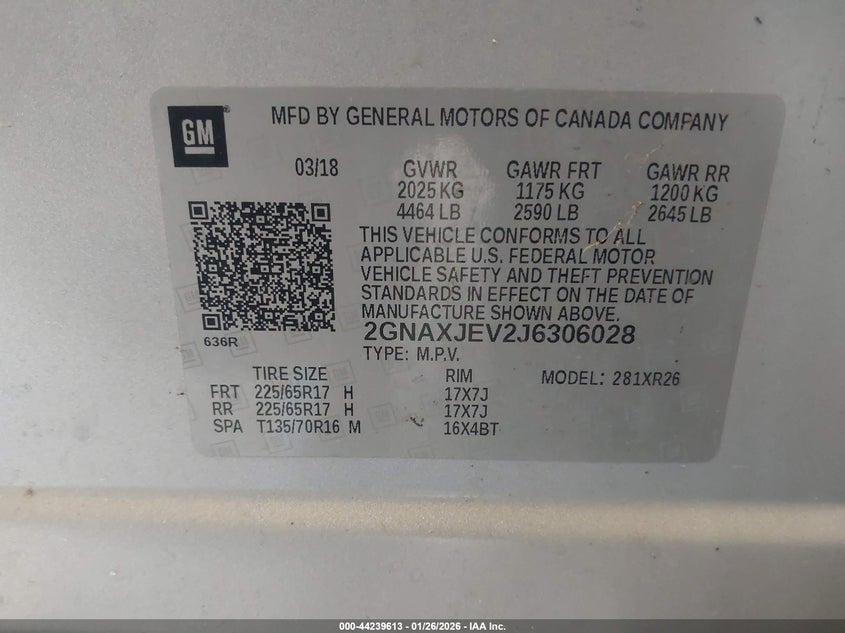 GM
MFD BY GENERAL MOTORS OF CANADA COMPANY
03/18 GVWR GAWR FRT GAWR RR
2025 KG 1175 KG 1200 KG
4464 LB 2590 LB 2645 LB
THIS VEHICLE CONFORMS TO ALL
APPLICABLE U.S. FEDERAL MOTOR
VEHICLE SAFETY AND THEFT PREVENTION
STANDARDS IN EFFECT ON THE DATE OF
MANUFACTURE SHOWN ABOVE.
636R
2GNAXJEV2J6306028
TYPE: M.P.V.
TIRE SIZE RIM MODEL: 281XR26
FRT 225/65R17 H 17X7J
RR 225/65R17 H 17X7J
SPA T135/70R16 M 16X4BT
000-44239613 - 01/26/2026 - IAA Inc.